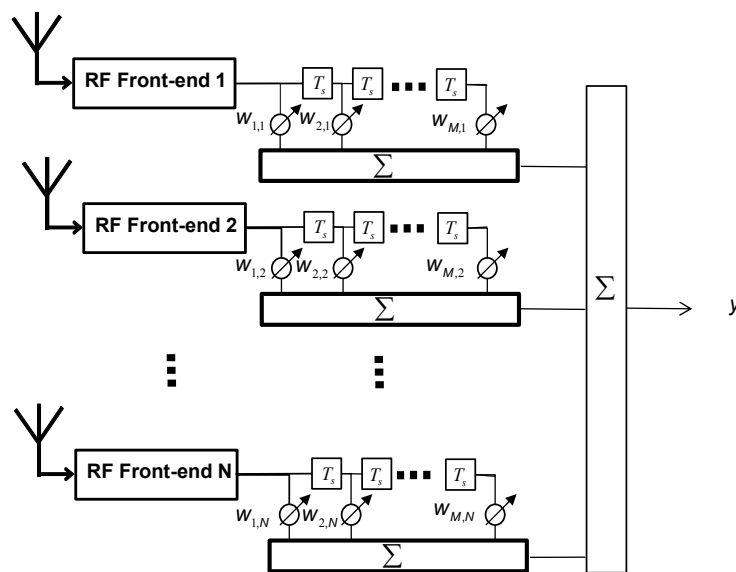 RF Front-end 1
T_s T_s T_s
w_{1,1} w_{2,1} w_{M,1}
Σ
RF Front-end 2
T_s T_s T_s
w_{1,2} w_{2,2} w_{M,2}
Σ
Σ
y
RF Front-end N
T_s T_s T_s
w_{1,N} w_{2,N} w_{M,N}
Σ